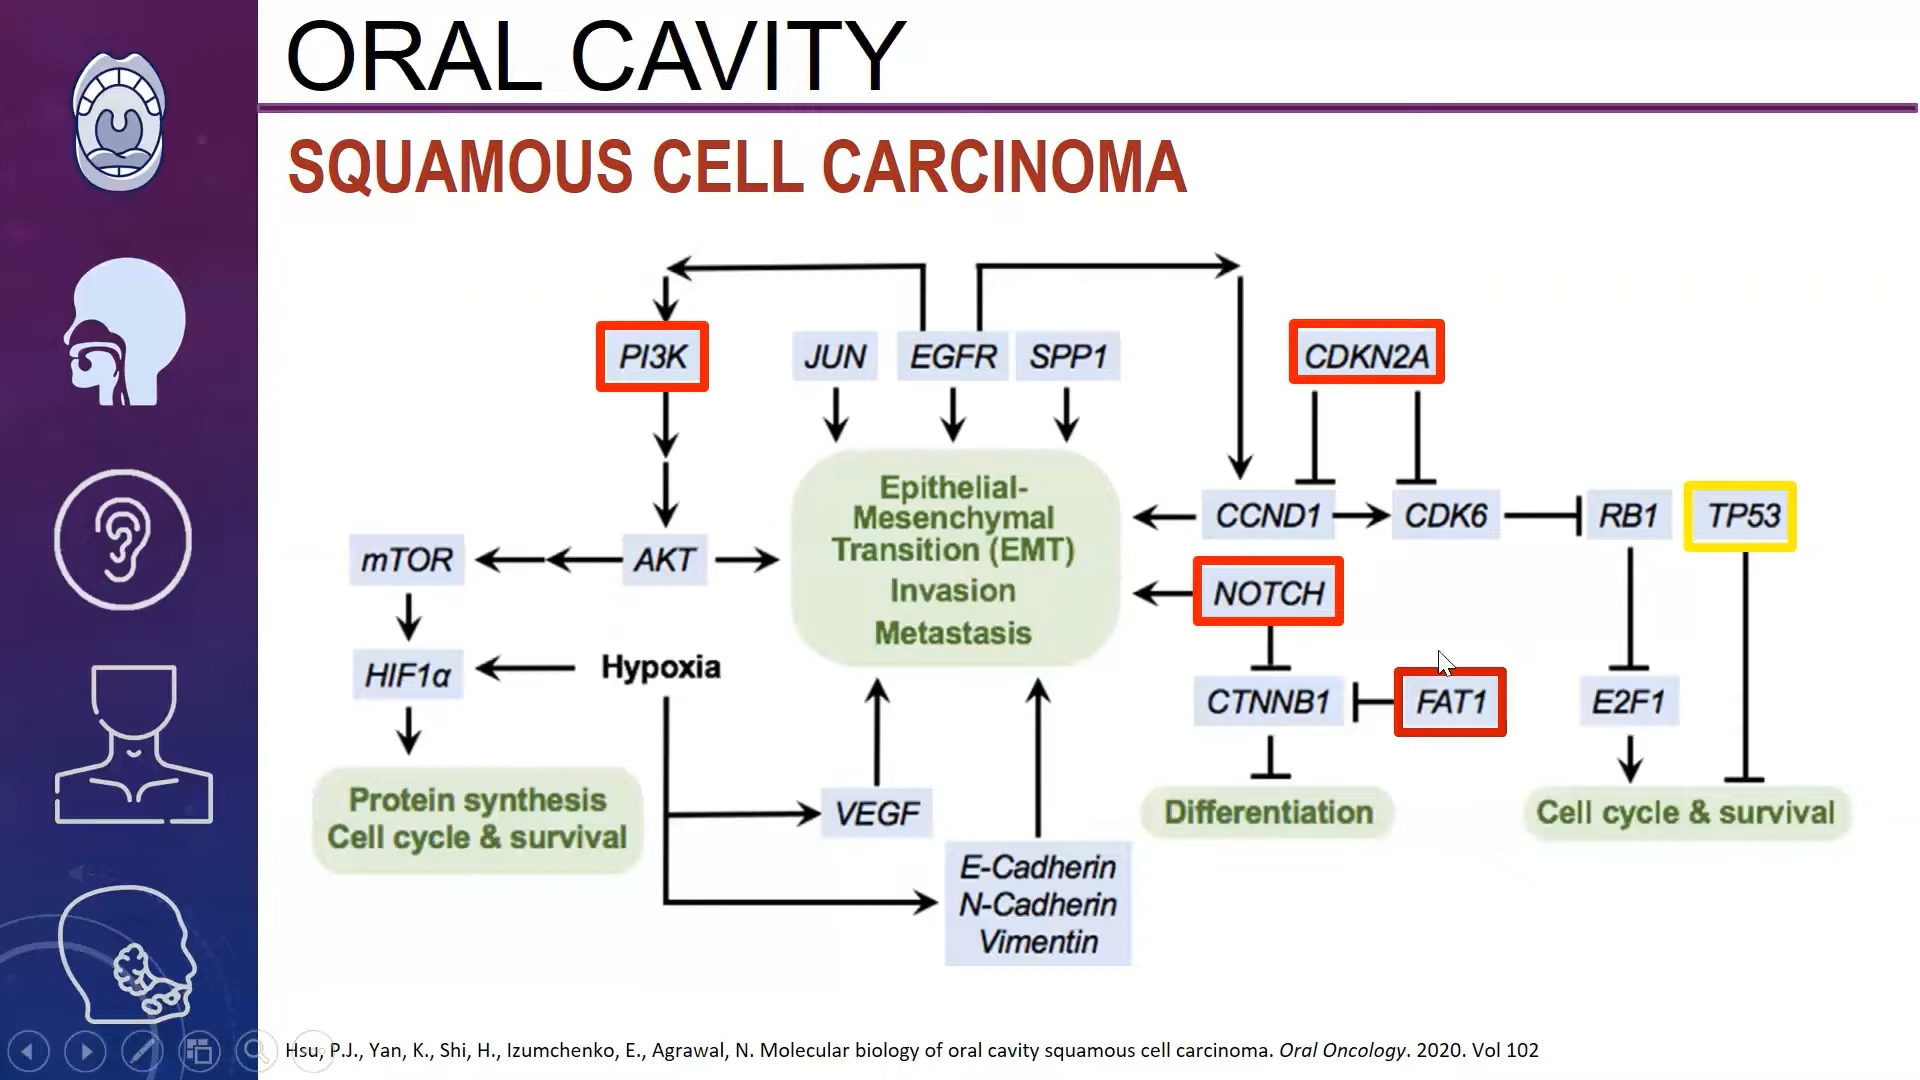 ORAL CAVITY
SQUAMOUS CELL CARCINOMA
PI3K
JUN
EGFR
SPP1
CDKN2A
Epithelial-
Mesenchymal
Transition (EMT)
Invasion
Metastasis
CCND1
CDK6
RB1
TP53
mTOR
AKT
NOTCH
HIF1α
Hypoxia
CTNNB1
FAT1
E2F1
Protein synthesis
Cell cycle & survival
VEGF
Differentiation
Cell cycle & survival
E-Cadherin
N-Cadherin
Vimentin
Hsu, P.J., Yan, K., Shi, H., Izumchenko, E., Agrawal, N. Molecular biology of oral cavity squamous cell carcinoma. Oral Oncology. 2020. Vol 102